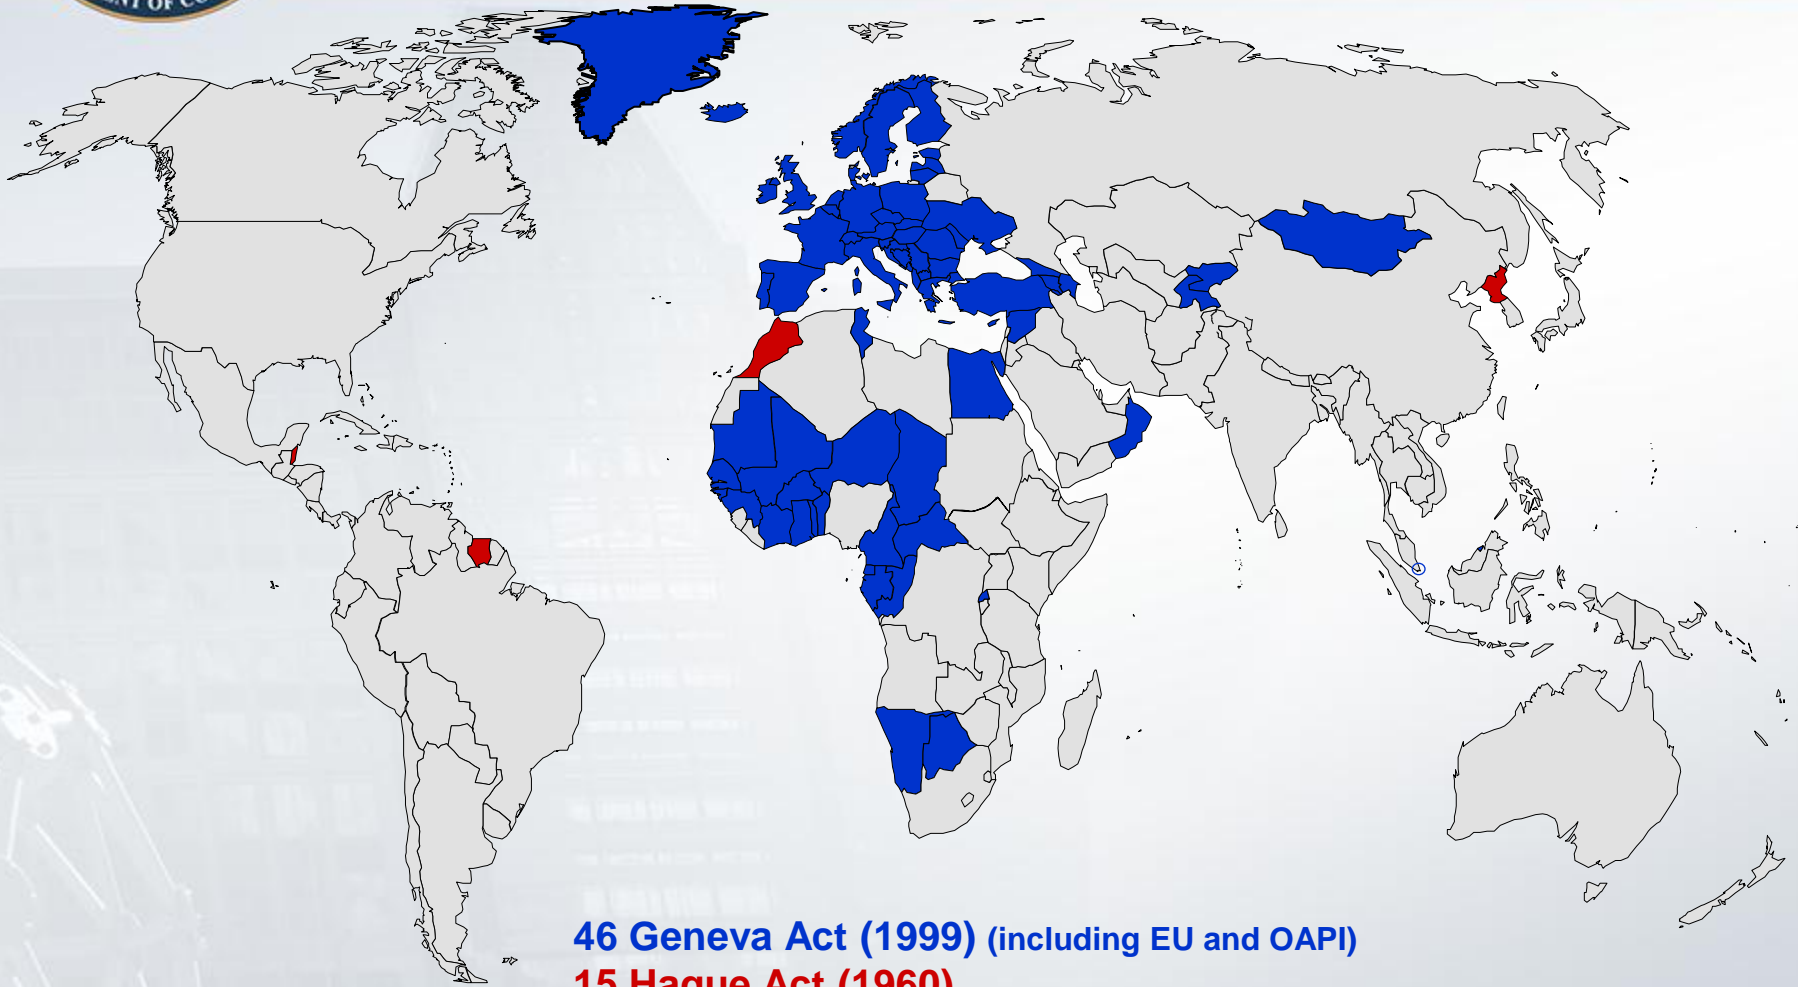 46 Geneva Act (1999) (including EU and OAPI)
15 Hague Act (1960)